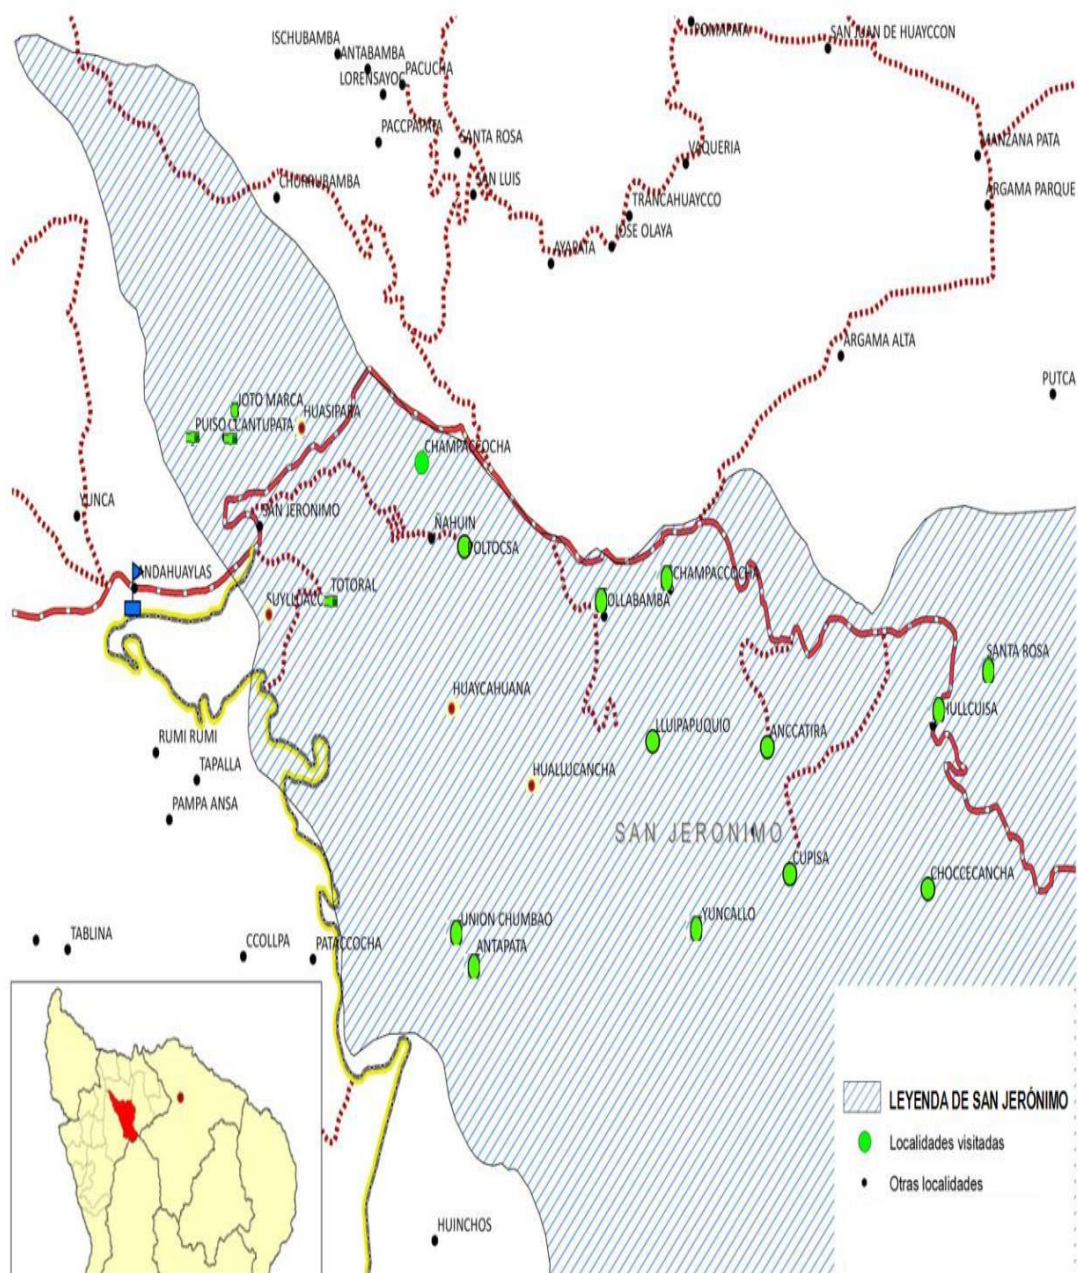 POMAPATA
SAN JUAN DE HUAYCCON
ISCHUBAMBA
ANTABAMBA
LORENSAYOC
PACUCHA
PACCPAPATA
SANTA ROSA
VAQUERIA
MANZANA PATA
CHURRUBAMBA
SAN LUIS
TRANCAHUAYCCO
ARGAMA PARQUE
JOSE OLAYA
AYAPATA
ARGAMA ALTA
PUTCA
JOTO MARCA
PUISO CCANTUPATA
HUASIPARA
CHAMPACCOCHA
YUNCA
SAN JERONIMO
ÑAHUIN
POLTOCSA
ANDAHUAYLAS
CHAMPACCOCHA
SUYLLUACC
TOTORAL
OLLABAMBA
SANTA ROSA
HUAYCAHUANA
HULLCUISA
LLUIPAPUQUIO
ANCCATIRA
RUMI RUMI
TAPALLA
HUALLUCANCHA
PAMPA ANSA
SAN JERONIMO
CUPISA
CHOCCECANCHA
UNION CHUMBAO
YUNCALLO
TABLINA
CCOLLPA
PATACCOCHA
ANTAPATA
LEYENDA DE SAN JERÓNIMO
Localidades visitadas
Otras localidades
HUINCHOS